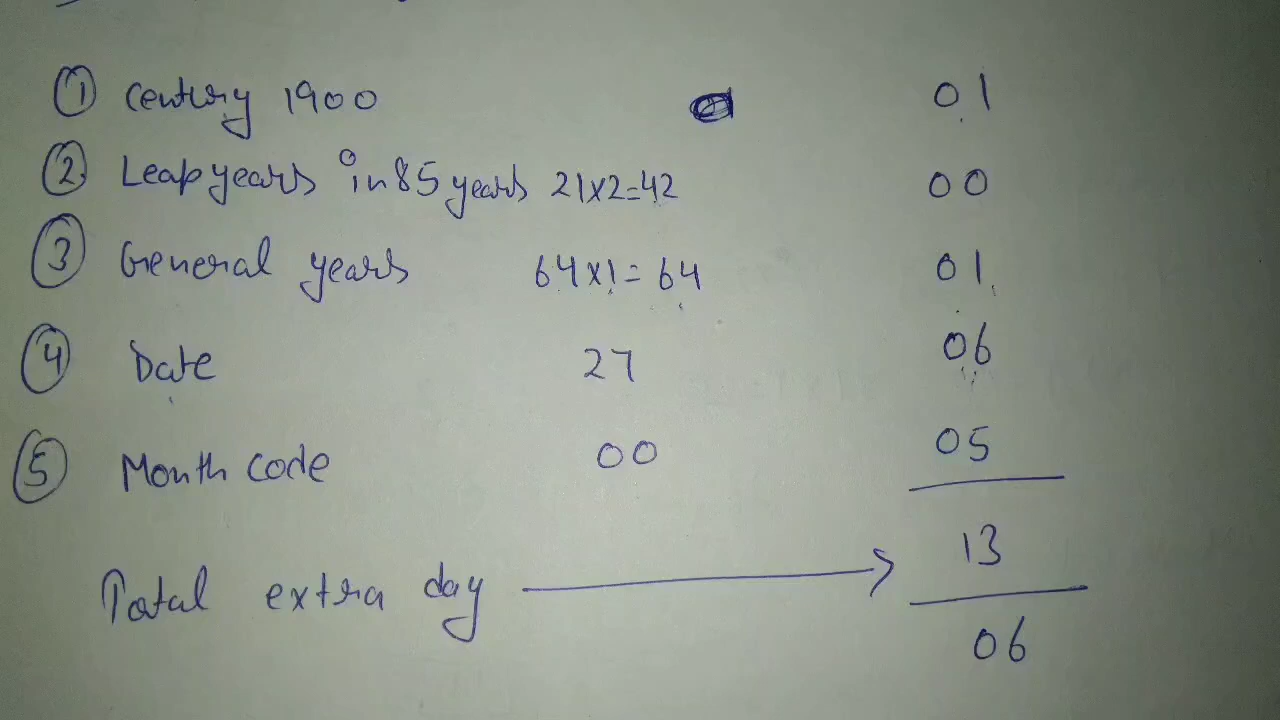 ① Century 1900 01
② Leap years in 85 years 21x2=42 00
③ General years 64x1=64 01
④ Date 27 06
⑤ Month code 00 05
13
Total extra day → 
06